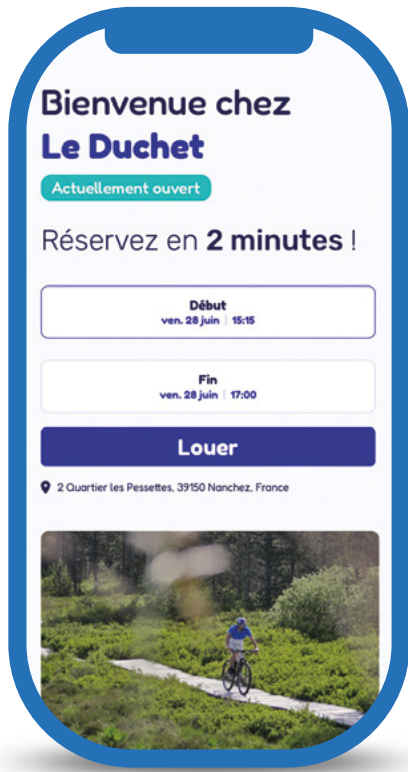 Bienvenue chez
Le Duchet
Actuellement ouvert
Réservez en 2 minutes !
Début
ven. 28 juin | 15:15
Fin
ven. 28 juin | 17:00
Louer
2 Quartier les Pessettes, 39150 Nanchez, France